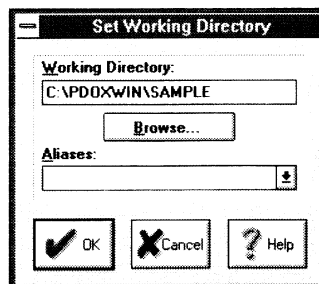 Set Working Directory
Working Directory:
C:\PDOXWIN\SAMPLE
Browse...
Aliases:
OK Cancel Help